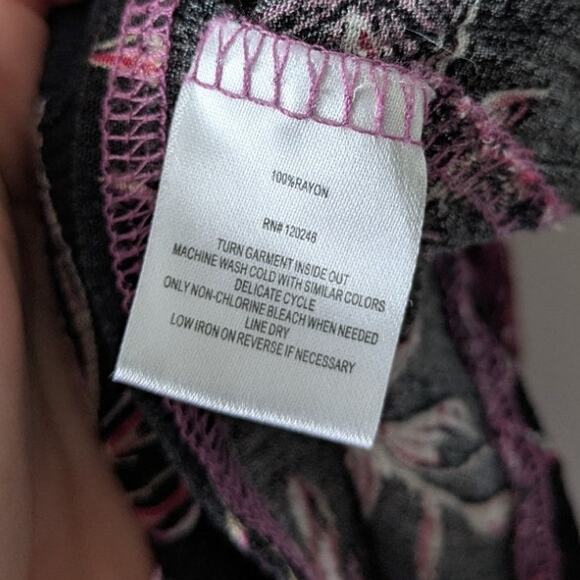 100%RAYON
RN# 120248
TURN GARMENT INSIDE OUT
MACHINE WASH COLD WITH SIMILAR COLORS
DELICATE CYCLE
ONLY NON-CHLORINE BLEACH WHEN NEEDED
LINE DRY
LOW IRON ON REVERSE IF NECESSARY